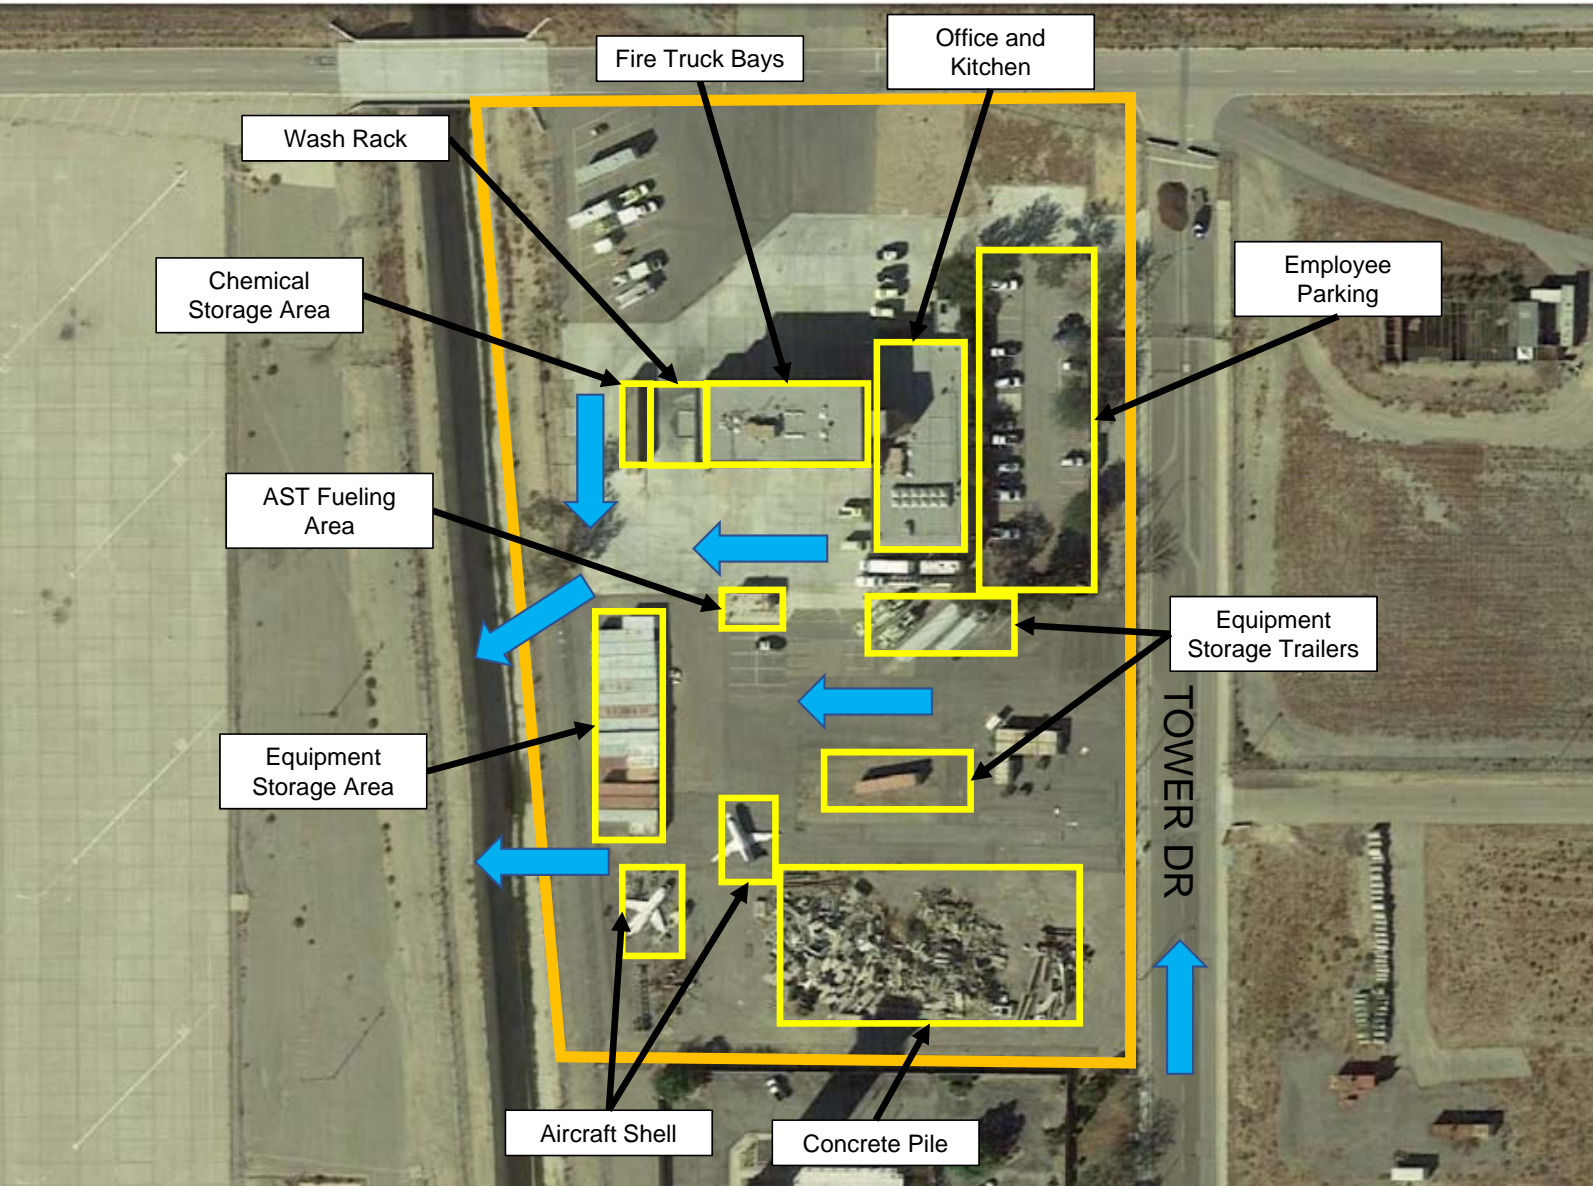 Office and
Kitchen
Fire Truck Bays
Wash Rack
Chemical
Storage Area
Employee
Parking
AST Fueling
Area
Equipment
Storage Trailers
Equipment
Storage Area
TOWER DR
Aircraft Shell
Concrete Pile